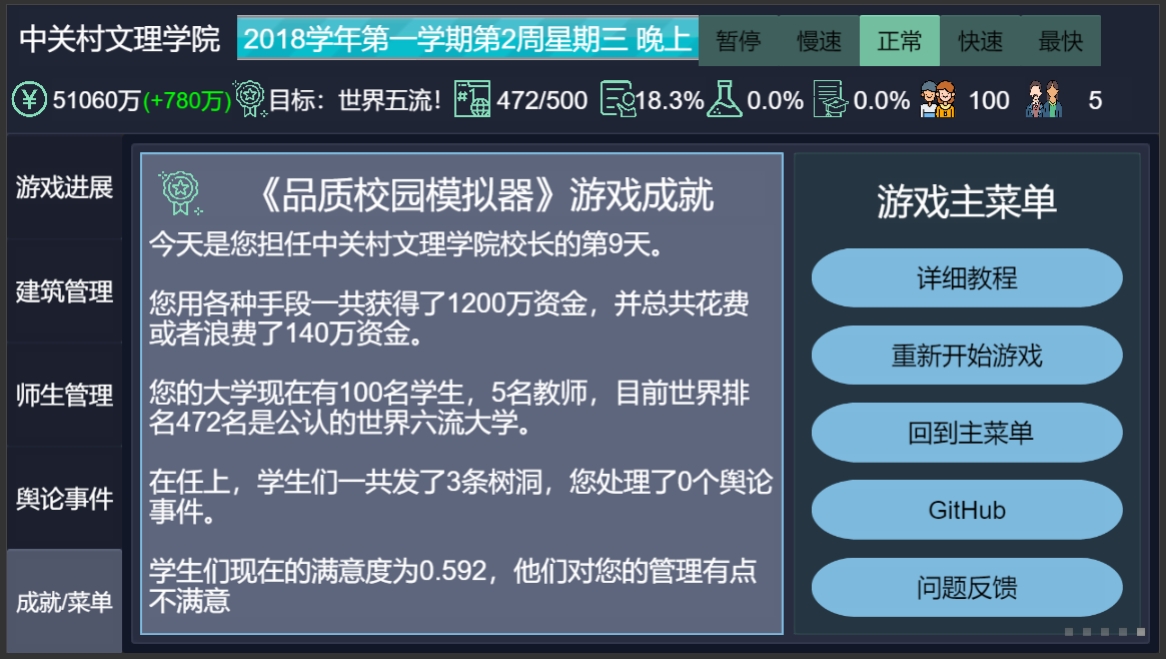 中关村文理学院 2018学年第一学期第2周星期三 晚上 暂停 慢速 正常 快速 最快
51060万(+780万) 目标：世界五流! 472/500 18.3% 0.0% 0.0% 100 5
游戏进展
建筑管理
师生管理
舆论事件
成就/菜单
《品质校园模拟器》游戏成就
今天是您担任中关村文理学院校长的第9天。
您用各种手段一共获得了1200万资金，并总共花费
或者浪费了140万资金。
您的大学现在有100名学生，5名教师，目前世界排
名472名是公认的世界六流大学。
在任上，学生们一共发了3条树洞，您处理了0个舆论
事件。
学生们现在的满意度为0.592，他们对您的管理有点
不满意
游戏主菜单
详细教程
重新开始游戏
回到主菜单
GitHub
问题反馈